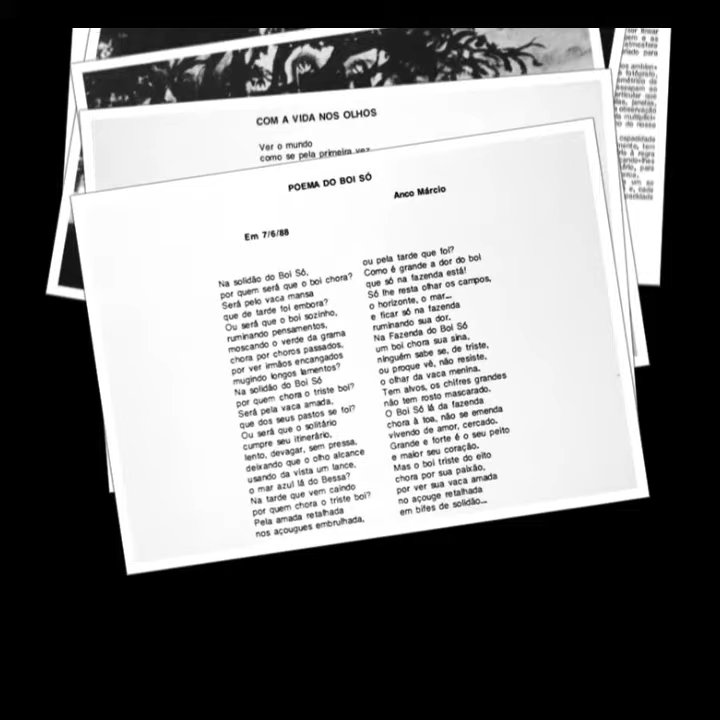 COM A VIDA NOS OLHOS
Ver o mundo
como se pela primeira vez
POEMA DO BOI SÓ
Anco Márcio
Em 7/6/88
Na solidão do Boi Só,
por quem será que o boi chora?
Será pelo vaca mansa
que de tarde foi embora?
Ou será que o boi sozinho,
ruminando pensamentos,
moscando o verde da grama
chora por choros passados,
por ver irmãos encangados
mugindo longos lamentos?
Na solidão do Boi Só
por quem chora o triste boi?
Será pela vaca amada,
que dos seus pastos se foi?
Ou será que o solitário
cumpre seu itinerário,
lento, devagar, sem pressa,
deixando que o olho alcance
usando da vista um lance,
o mar azul lá do Bessa?
Na tarde que vem caindo
por quem chora o triste boi?
Pela amada retalhada
nos açougues embrulhada,
ou pela tarde que foi?
Como é grande a dor do boi
que só na fazenda está!
Só lhe resta olhar os campos,
o horizonte, o mar...
e ficar só na fazenda
ruminando sua dor.
Na Fazenda do Boi Só
um boi chora sua sina,
ninguém sabe se, de triste,
ou proque vê, não resiste,
o olhar da vaca menina.
Tem alvos, os chifres grandes
não tem rosto mascarado.
O Boi Só lá da fazenda
chora à toa, não se emenda
vivendo de amor, cercado.
Grande e forte é o seu peito
e maior seu coração.
Mas o boi triste do eito
chora por sua paixão,
por ver sua vaca amada
no açouge retalhada
em bifes de solidão...